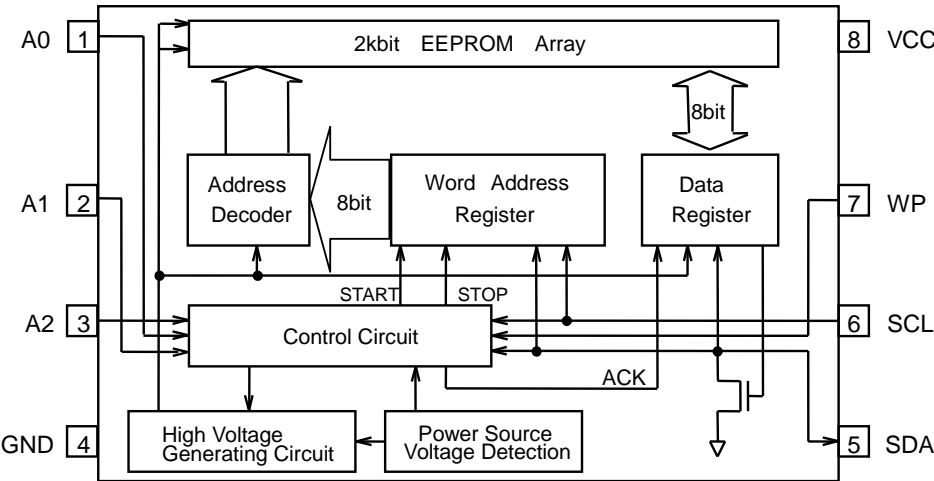 A0 1
2kbit EEPROM Array
8 VCC
8bit
A1 2
Address
Decoder
8bit
Word Address
Register
Data
Register
7 WP
START
STOP
A2 3
Control Circuit
6 SCL
ACK
GND 4
High Voltage
Generating Circuit
Power Source
Voltage Detection
5 SDA